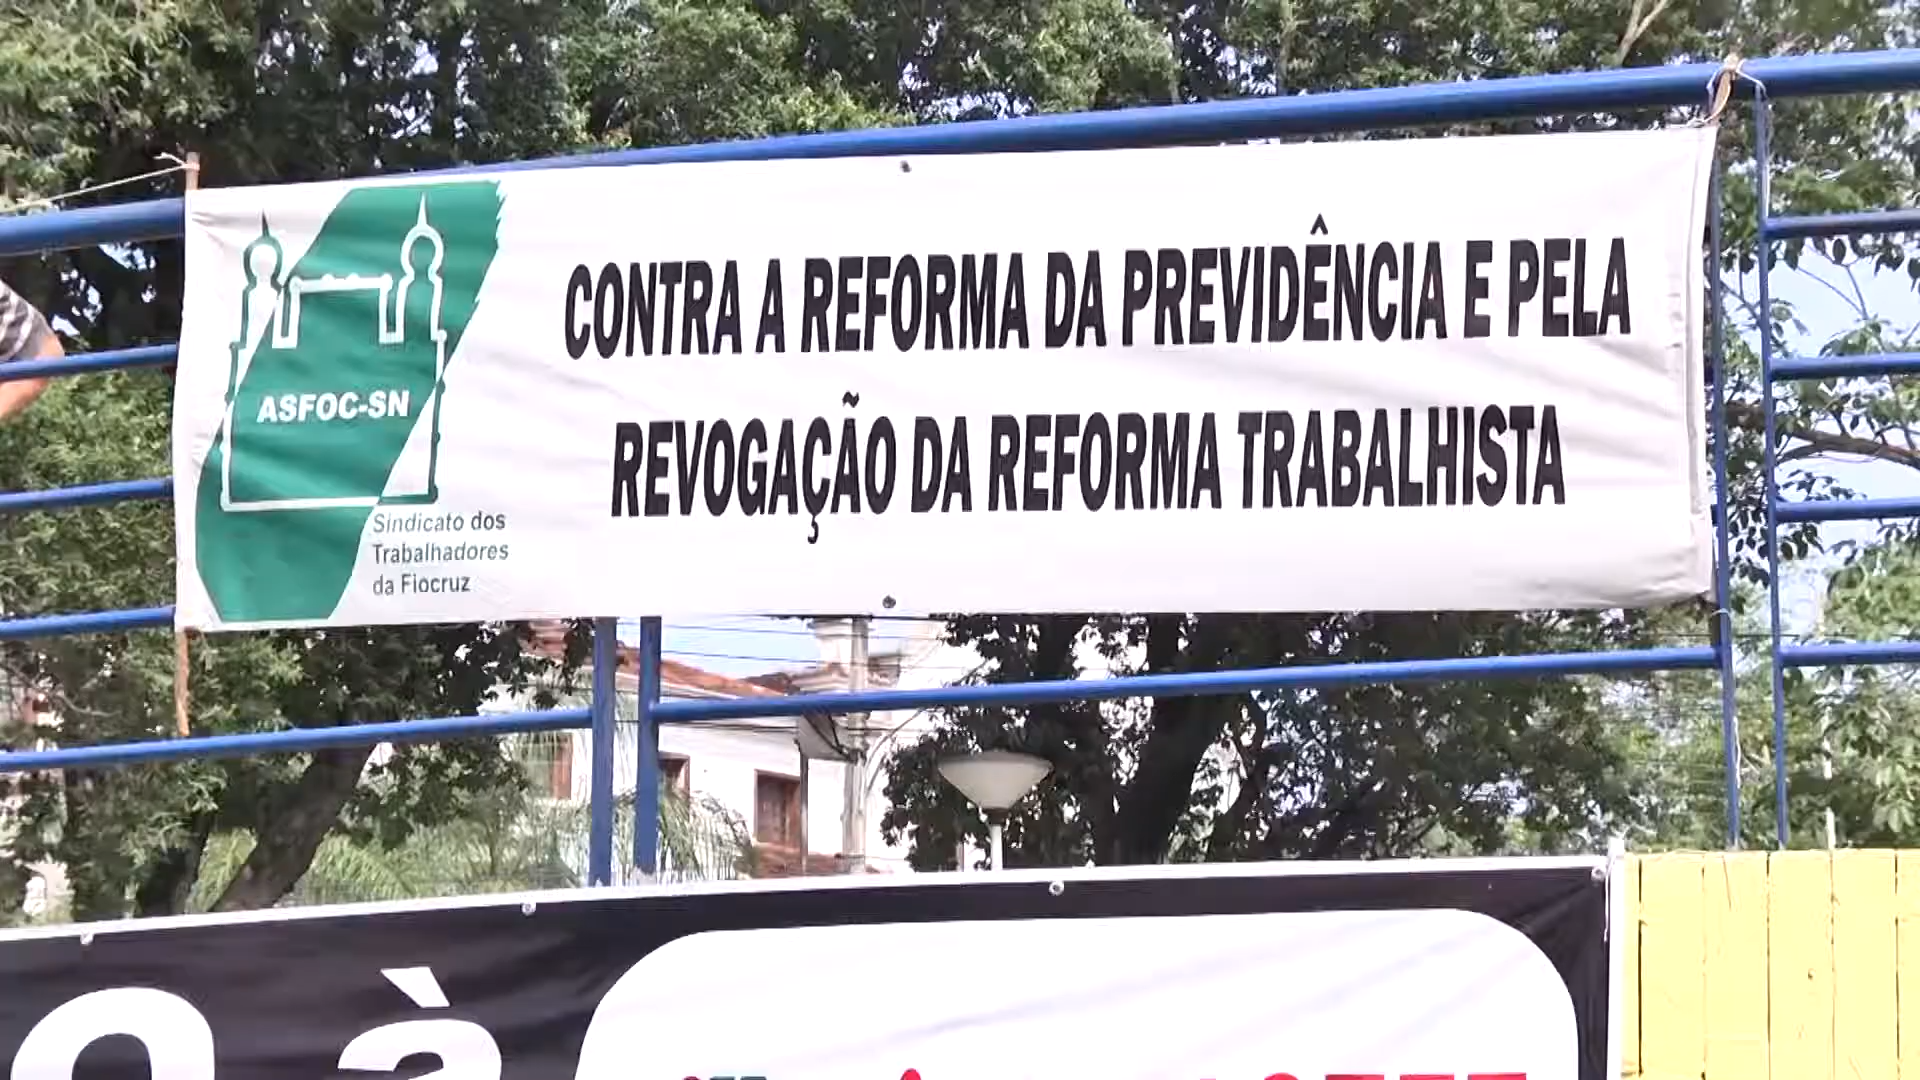 CONTRA A REFORMA DA PREVIDÊNCIA E PELA
REVOGAÇÃO DA REFORMA TRABALHISTA
ASFOC-SN
Sindicato dos
Trabalhadores
da Fiocruz
à